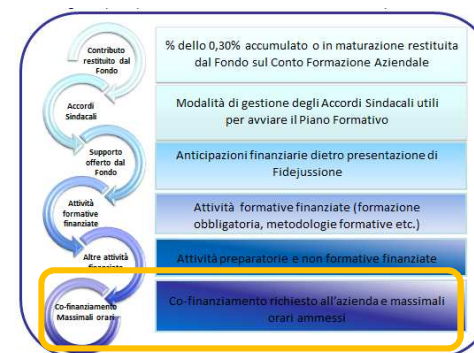 Contributo
restituito dal
Fondo
% dello 0,30% accumulato o in maturazione restituita
dal Fondo sul Conto Formazione Aziendale
Accordi
Sindacali
Modalità di gestione degli Accordi Sindacali utili
per avviare il Piano Formativo
Supporto
offerto dal
Fondo
Anticipazioni finanziarie dietro presentazione di
Fidejussione
Attività
formative
finanziate
Attività formative finanziate (formazione
obbligatoria, metodologie formative etc.)
Altre attività
finanziate
Attività preparatorie e non formative finanziate
Co-finanziamento
Massimali orari
Co-finanziamento richiesto all'azienda e massimali
orari ammessi